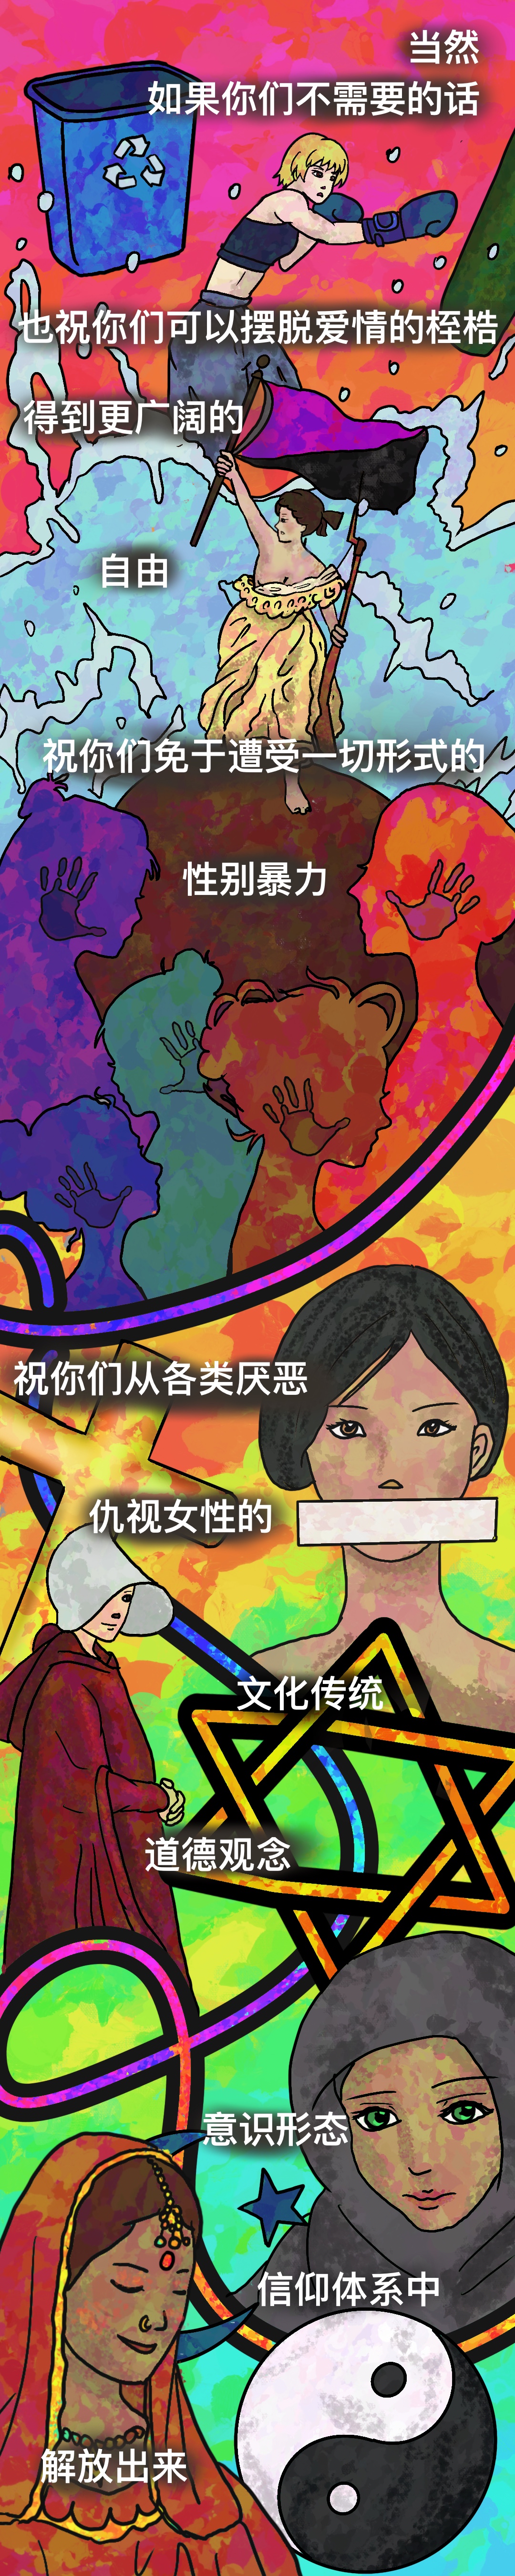 当然
如果你们不需要的话
也祝你们可以摆脱爱情的桎梏
得到更广阔的
自由
祝你们免于遭受一切形式的
性别暴力
祝你们从各类厌恶
仇视女性的
文化传统
道德观念
意识形态
信仰体系中
解放出来